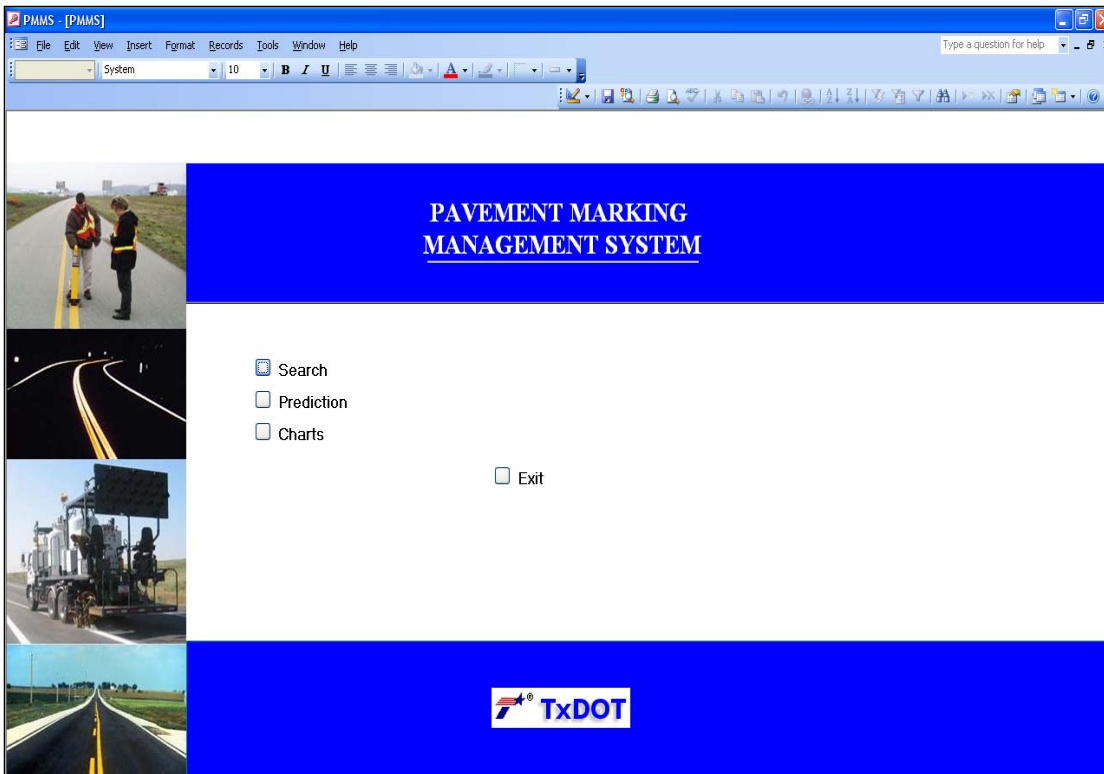 PMMS - [PMMS]
File Edit View Insert Format Records Tools Window Help
Type a question for help
System 10 B I U A
PAVEMENT MARKING
MANAGEMENT SYSTEM
Search
Prediction
Charts
Exit
® TxDOT